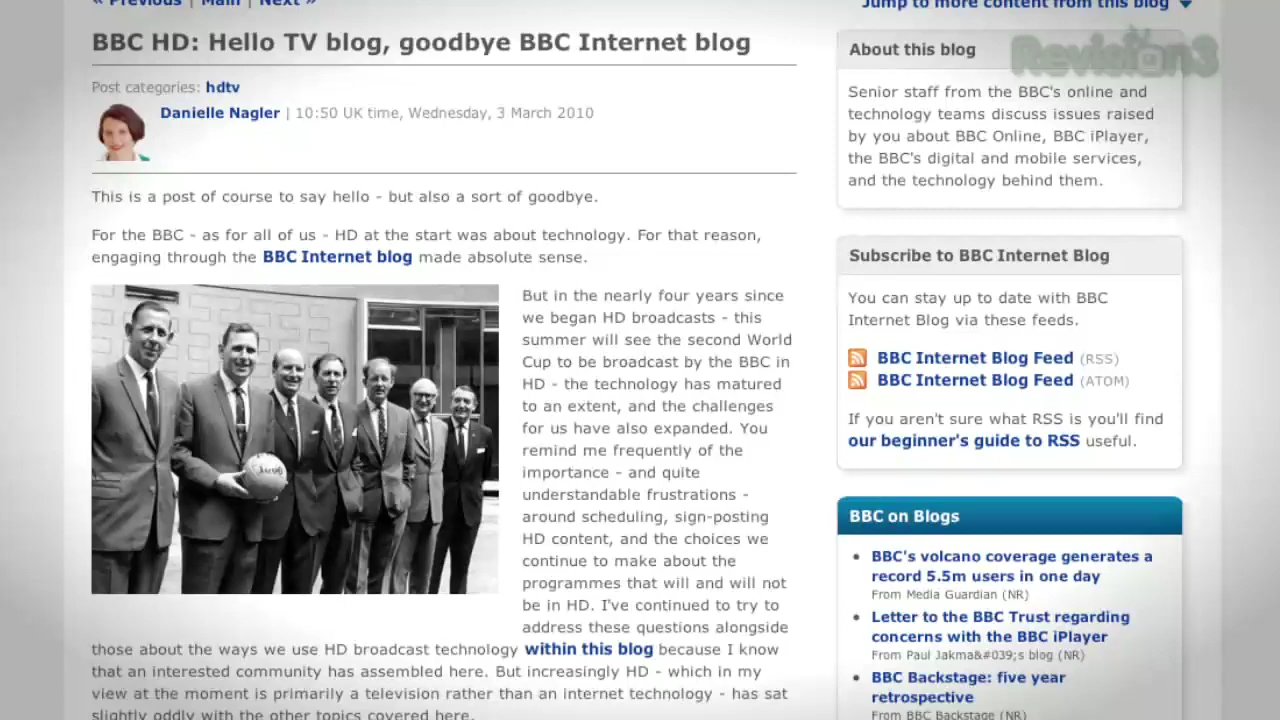 « Previous | Main | Next »
Jump to more content from this blog
BBC HD: Hello TV blog, goodbye BBC Internet blog
Post categories: hdtv
Danielle Nagler | 10:50 UK time, Wednesday, 3 March 2010
This is a post of course to say hello - but also a sort of goodbye.
For the BBC - as for all of us - HD at the start was about technology. For that reason,
engaging through the BBC Internet blog made absolute sense.
But in the nearly four years since
we began HD broadcasts - this
summer will see the second World
Cup to be broadcast by the BBC in
HD - the technology has matured
to an extent, and the challenges
for us have also expanded. You
remind me frequently of the
importance - and quite
understandable frustrations -
around scheduling, sign-posting
HD content, and the choices we
continue to make about the
programmes that will and will not
be in HD. I've continued to try to
address these questions alongside
those about the ways we use HD broadcast technology within this blog because I know
that an interested community has assembled here. But increasingly HD - which in my
view at the moment is primarily a television rather than an internet technology - has sat
slightly oddly with the other topics covered here.
Revision3
About this blog
Senior staff from the BBC's online and
technology teams discuss issues raised
by you about BBC Online, BBC iPlayer,
the BBC's digital and mobile services,
and the technology behind them.
Subscribe to BBC Internet Blog
You can stay up to date with BBC
Internet Blog via these feeds.
BBC Internet Blog Feed (RSS)
BBC Internet Blog Feed (ATOM)
If you aren't sure what RSS is you'll find
our beginner's guide to RSS useful.
BBC on Blogs
BBC's volcano coverage generates a
record 5.5m users in one day
From Media Guardian (NR)
Letter to the BBC Trust regarding
concerns with the BBC iPlayer
From Paul Jakma&#039;s blog (NR)
BBC Backstage: five year
retrospective
From BBC Backstage (NR)